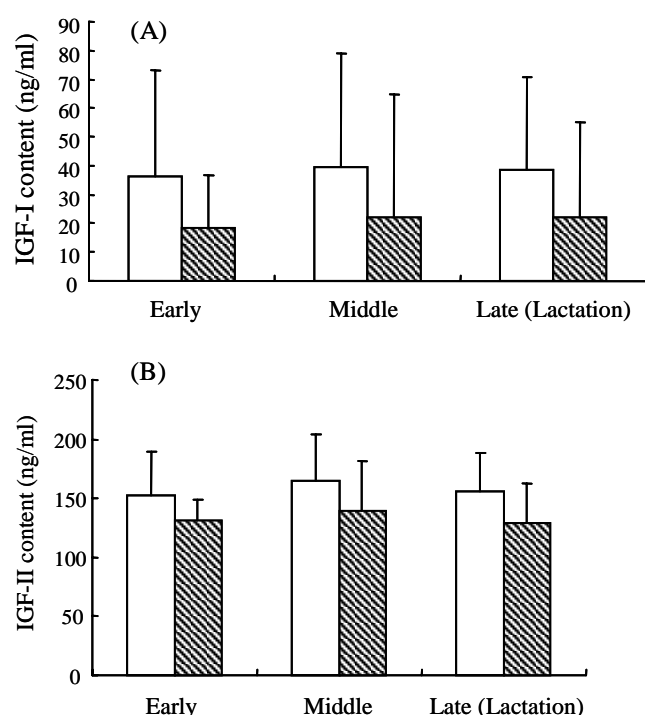 (A)
IGF-I content (ng/ml)
90
80
70
60
50
40
30
20
10
0
Early Middle Late (Lactation)
(B)
IGF-II content (ng/ml)
250
200
150
100
50
0
Early Middle Late (Lactation)